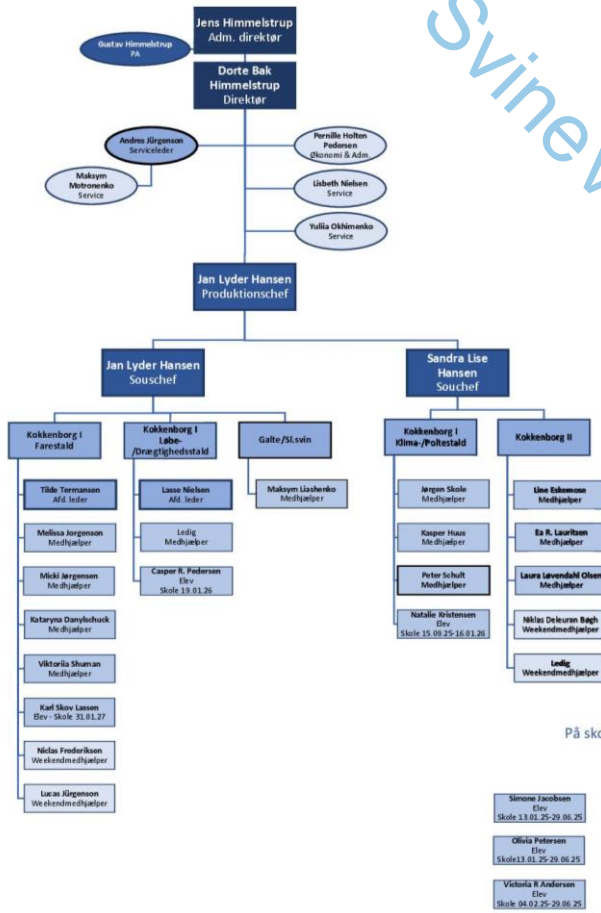 Svinev
Jens Himmelstrup
Adm. direktør
Gustav Himmelstrup
PA
Dorte Bak
Himmelstrup
Direktør
Andres Jürgenson
Serviceleder
Pernille Holten
Pedersen
Økonomi & Adm.
Maksym
Motronenko
Service
Lisbeth Nielsen
Service
Yuliia Okhimenko
Service
Jan Lyder Hansen
Produktionschef
Jan Lyder Hansen
Souschef
Sandra Lise
Hansen
Souchef
Kokkenborg I
Farestald
Kokkenborg I
Løbe-
/Drægtighedsstald
Galte/Sl.svin
Kokkenborg I
Klima-/Poltestald
Kokkenborg II
Tilde Termansen
Afd. leder
Melissa Jorgenson
Medhjælper
Micki Jørgensen
Medhjælper
Kataryna Danylschuck
Medhjælper
Viktoriia Shuman
Medhjælper
Karl Skov Lassen
Elev - Skole 31.01.27
Niclas Frederiksen
Weekendmedhjælper
Lucas Jürgenson
Weekendmedhjælper
Lasse Nielsen
Afd. leder
Ledig
Medhjælper
Casper R. Pedersen
Elev
Skole 19.01.26
Maksym Liashenko
Medhjælper
Jørgen Skole
Medhjælper
Kasper Huus
Medhjælper
Peter Schult
Medhjælper
Natalie Kristensen
Elev
Skole 15.09.25-16.01.26
Line Eskemose
Medhjælper
Ea R. Lauritsen
Medhjælper
Laura Løvendahl Olsen
Medhjælper
Niklas Deleuran Bøgh
Weekendmedhjælper
Ledig
Weekendmedhjælper
På sko
Simone Jacobsen
Elev
Skole 13.01.25-29.06.25
Olivia Petersen
Elev
Skole13.01.25-29.06.25
Victoria R Andersen
Elev
Skole 04.02.25-29.06.25